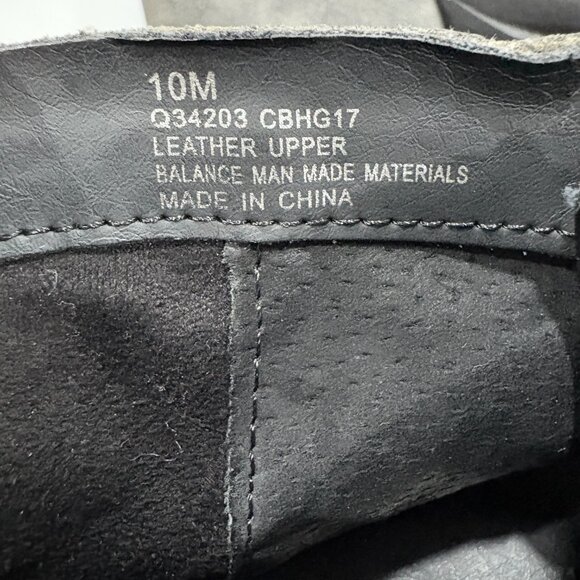 10M
Q34203 CBHG17
LEATHER UPPER
BALANCE MAN MADE MATERIALS
MADE IN CHINA